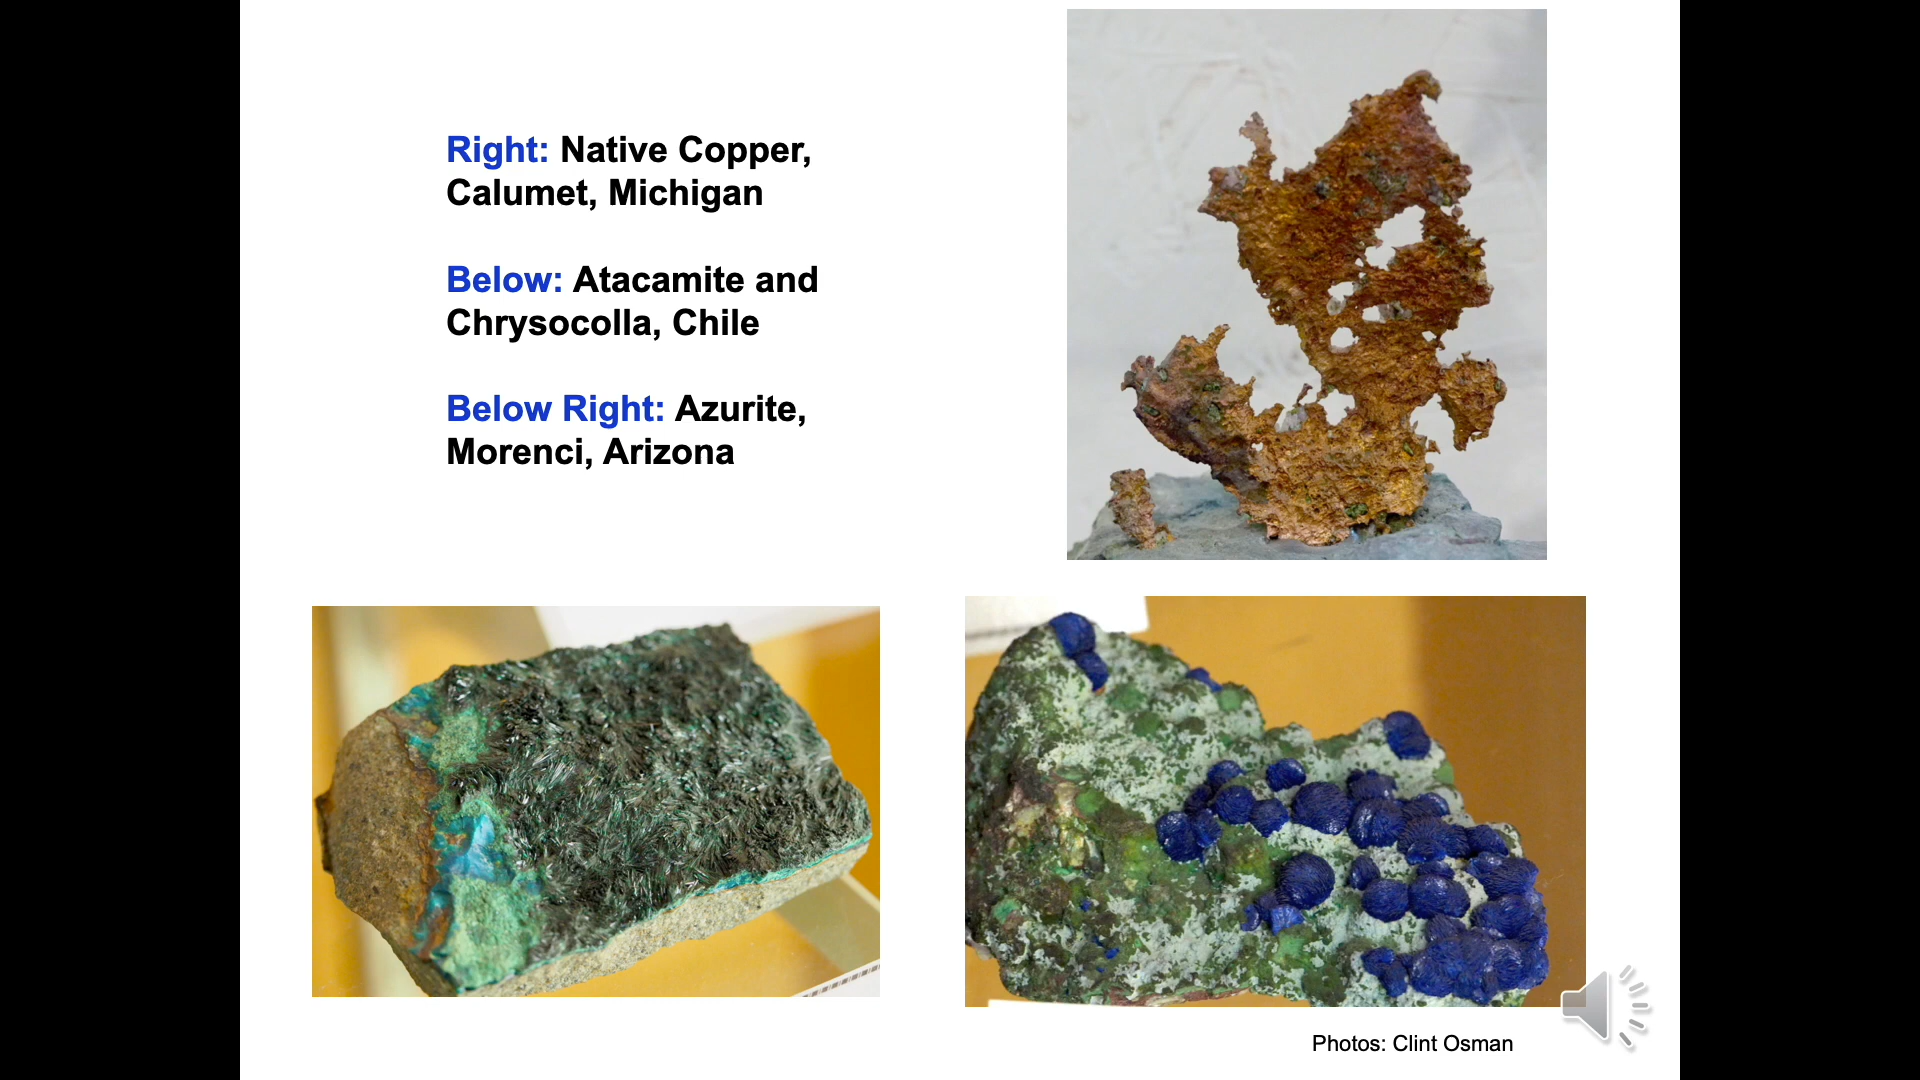 Right: Native Copper,
Calumet, Michigan
Below: Atacamite and
Chrysocolla, Chile
Below Right: Azurite,
Morenci, Arizona
Photos: Clint Osman